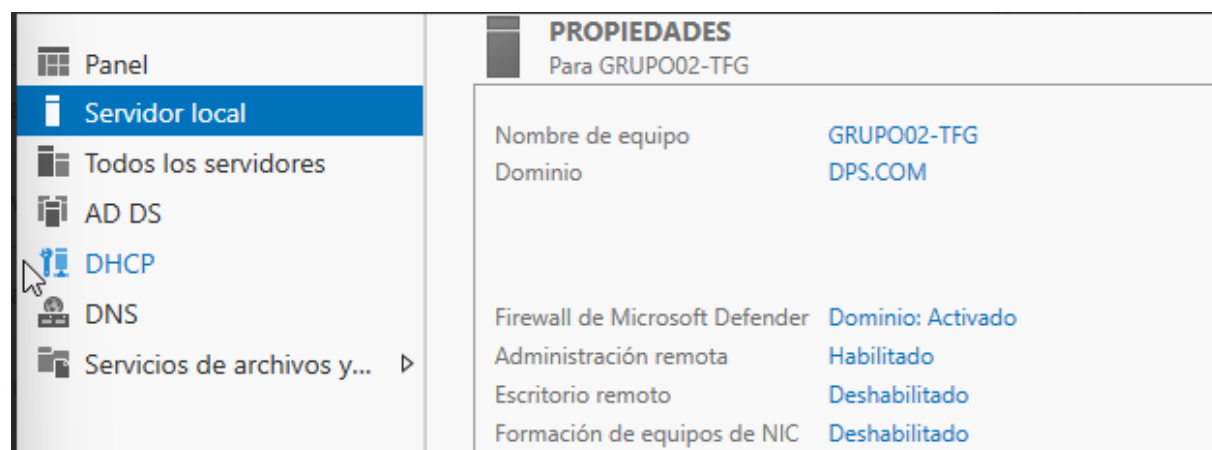 Panel
Servidor local
Todos los servidores
AD DS
DHCP
DNS
Servicios de archivos y...
PROPIEDADES
Para GRUPO02-TFG
Nombre de equipo GRUPO02-TFG
Dominio DPS.COM
Firewall de Microsoft Defender Dominio: Activado
Administración remota Habilitado
Escritorio remoto Deshabilitado
Formación de equipos de NIC Deshabilitado